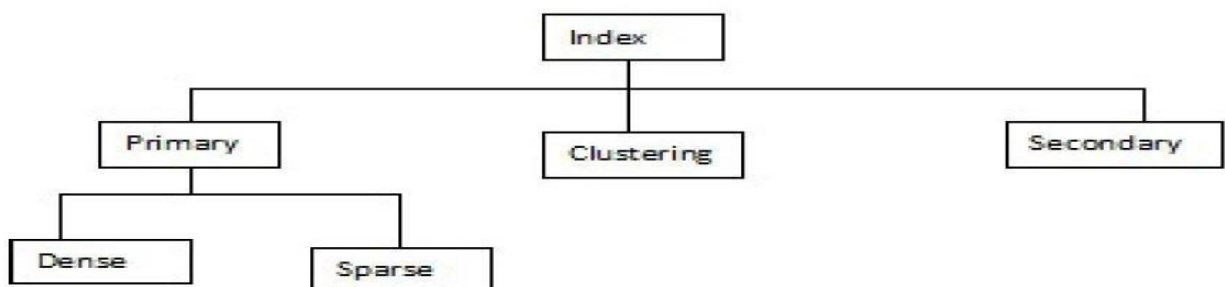 Index
Primary
Clustering
Secondary
Dense
Sparse